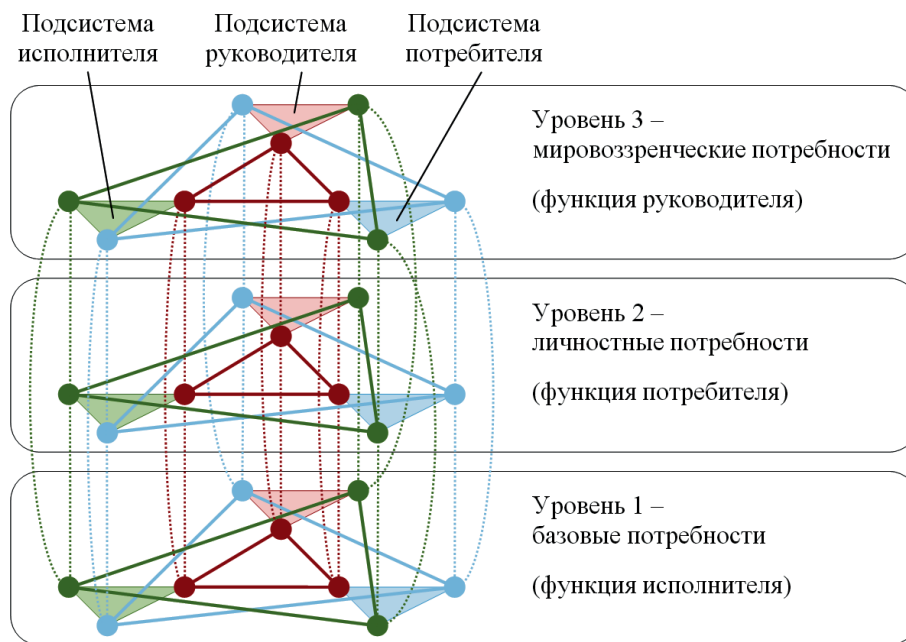 Подсистема
исполнителя
Подсистема
руководителя
Подсистема
потребителя
Уровень 3 –
мировоззренческие потребности
(функция руководителя)
Уровень 2 –
личностные потребности
(функция потребителя)
Уровень 1 –
базовые потребности
(функция исполнителя)